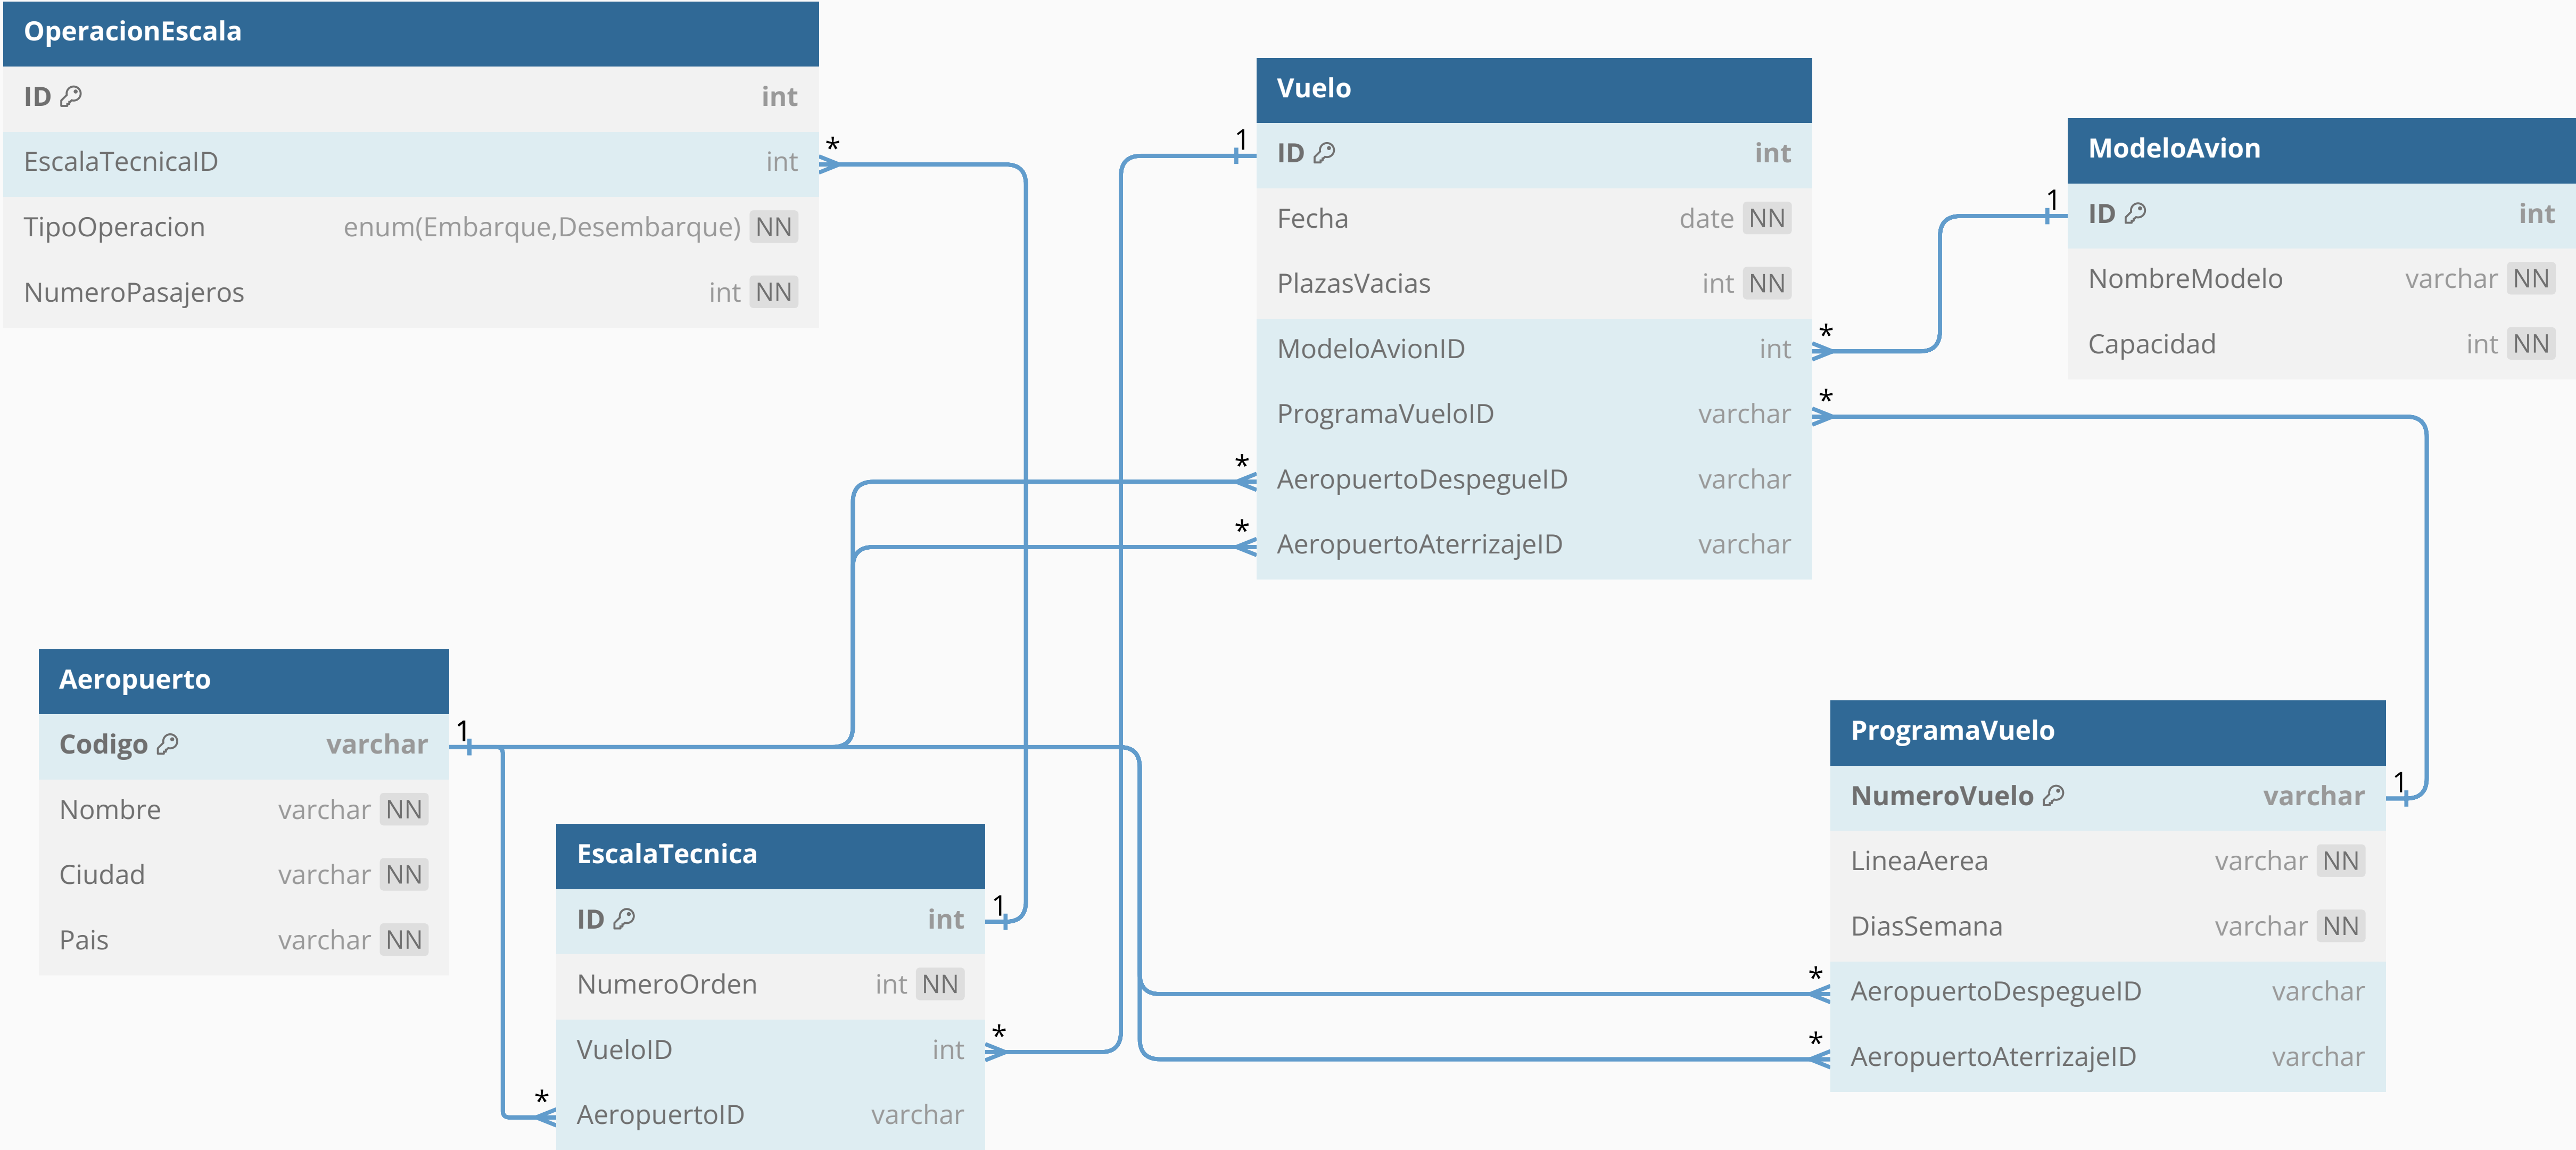 OperacionEscala
ID int
*
EscalaTecnicaID int
TipoOperacion enum(Embarque,Desembarque) NN
NumeroPasajeros int NN
Vuelo
1
ID int
Fecha date NN
PlazasVacias int NN
*
ModeloAvionID int
*
ProgramaVueloID varchar
*
AeropuertoDespegueID varchar
*
AeropuertoAterrizajeID varchar
ModeloAvion
1
ID int
NombreModelo varchar NN
Capacidad int NN
Aeropuerto
1
Codigo varchar
Nombre varchar NN
Ciudad varchar NN
Pais varchar NN
EscalaTecnica
1
ID int
NumeroOrden int NN
*
VueloID int
*
AeropuertoID varchar
ProgramaVuelo
1
NumeroVuelo varchar
LineaAerea varchar NN
DiasSemana varchar NN
*
AeropuertoDespegueID varchar
*
AeropuertoAterrizajeID varchar